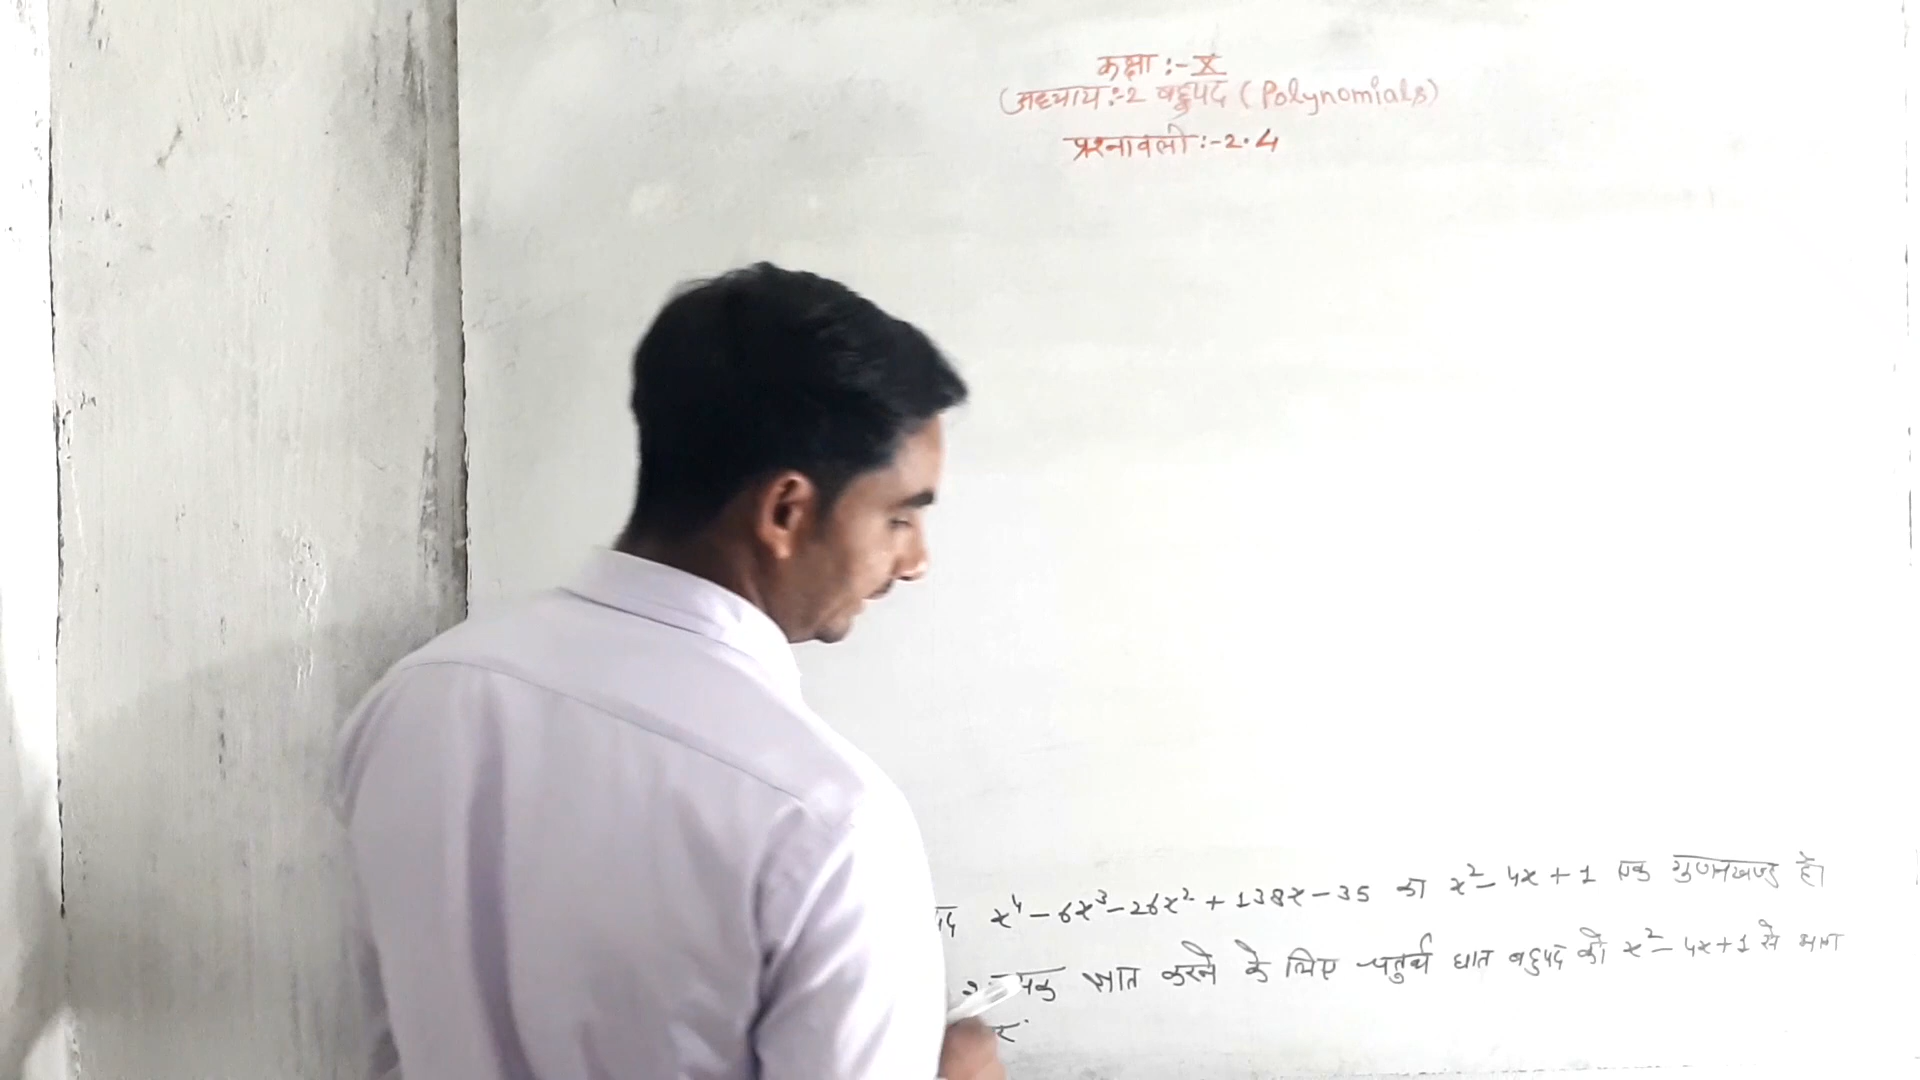 कक्षा :- X
अध्याय :- 2 बहुपद (Polynomials)
प्रश्नावली :- 2.4
x⁴ - 6x³ - 26x² + 138x - 35 का x² - 4x + 1 एक गुणनखण्ड है।
ज्ञात करने के लिए चतुर्थ घात बहुपद को x² - 4x + 1 से भाग